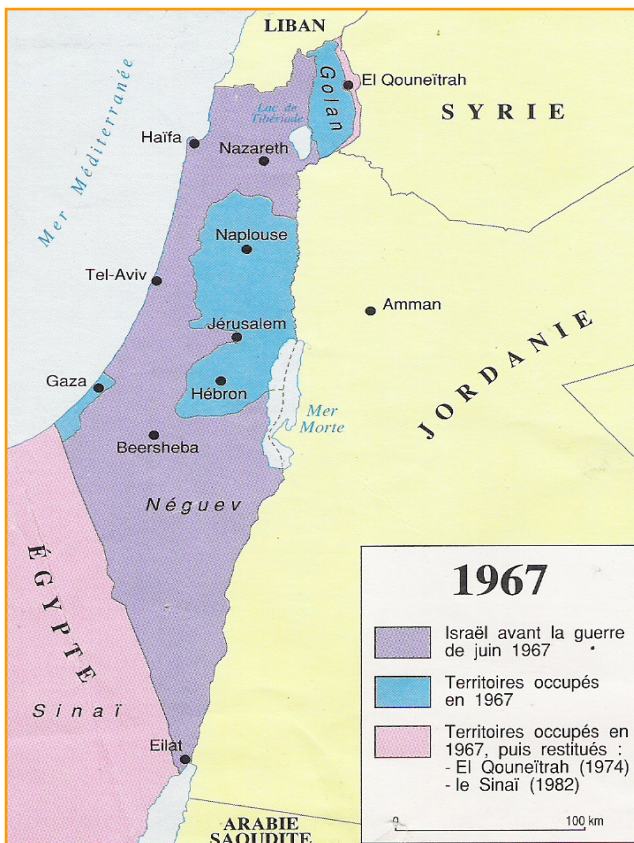 LIBAN
Mer Méditerranée
Golan
El Qouneïtrah
SYRIE
Lac de
Tibériade
Haïfa
Nazareth
Naplouse
Tel-Aviv
Amman
Jérusalem
JORDANIE
Gaza
Hébron
Mer
Morte
Beersheba
Néguev
ÉGYPTE
Sinaï
Eilat
ARABIE
SAOUDITE
1967
Israël avant la guerre
de juin 1967
Territoires occupés
en 1967
Territoires occupés en
1967, puis restitués :
- El Qouneïtrah (1974)
- le Sinaï (1982)
0 100 km